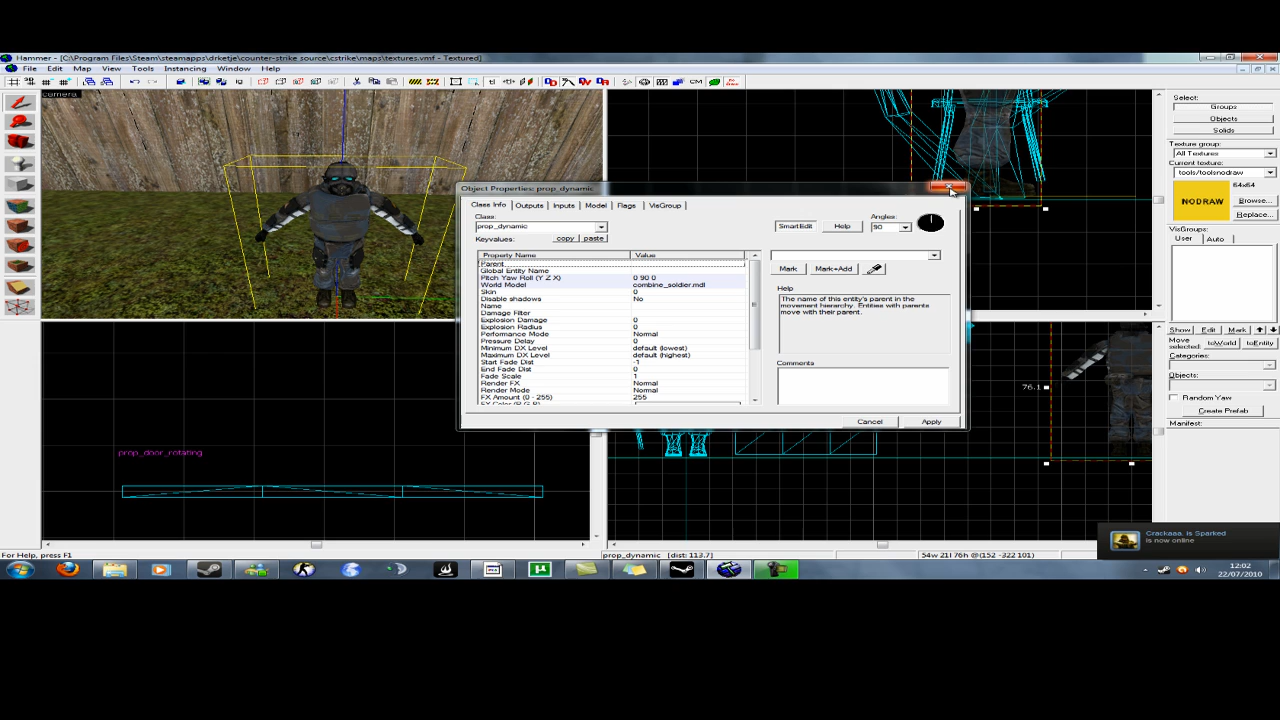 Hammer - [C:\Program Files\Steam\steamapps\drketje\counter-strike source\cstrike\maps\textures.vmf - Textured]
File Edit Map View Tools Instancing Window Help
camera
Object Properties: prop_dynamic
Class Info Outputs Inputs Model Flags VisGroup
Class:
prop_dynamic
Keyvalues: copy paste
SmartEdit Help
Angles:
90
Property Name Value
Parent
Global Entity Name
Pitch Yaw Roll (Y Z X) 0 90 0
World Model combine_soldier.mdl
Skin 0
Disable shadows No
Name
Damage Filter
Explosion Damage 0
Explosion Radius 0
Performance Mode Normal
Pressure Delay 0
Minimum DX Level default (lowest)
Maximum DX Level default (highest)
Start Fade Dist -1
End Fade Dist 0
Fade Scale 1
Render FX Normal
Render Mode Normal
FX Amount (0 - 255) 255
FX Color (R G B)
Mark Mark+Add
Help
The name of this entity's parent in the
movement hierarchy. Entities with parents
move with their parent.
Comments
Cancel Apply
Select:
Groups
Objects
Solids
Texture group:
All Textures
Current texture:
tools/toolsnodraw
NODRAW
64x64
Browse...
Replace...
VisGroups:
User Auto
Show Edit Mark
Move
selected:
toWorld toEntity
Categories:
Objects:
Random Yaw
Create Prefab
Manifest:
76.1
prop_door_rotating
Crackaaa. is Sparked
is now online
For Help, press F1
prop_dynamic [dist: 113.7]
54w 21l 76h @(152 -322 101)
12:02
22/07/2010